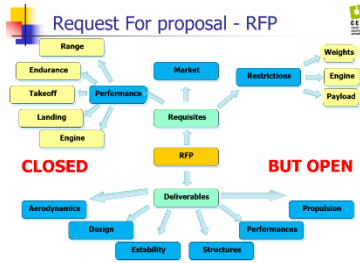 Request For proposal - RFP
Range
Weights
Endurance
Market
Restrictions
Engine
Takeoff
Performance
Payload
Landing
Requisites
Engine
RFP
CLOSED
BUT OPEN
Deliverables
Aerodynamics
Propulsion
Design
Performances
Estability
Structures